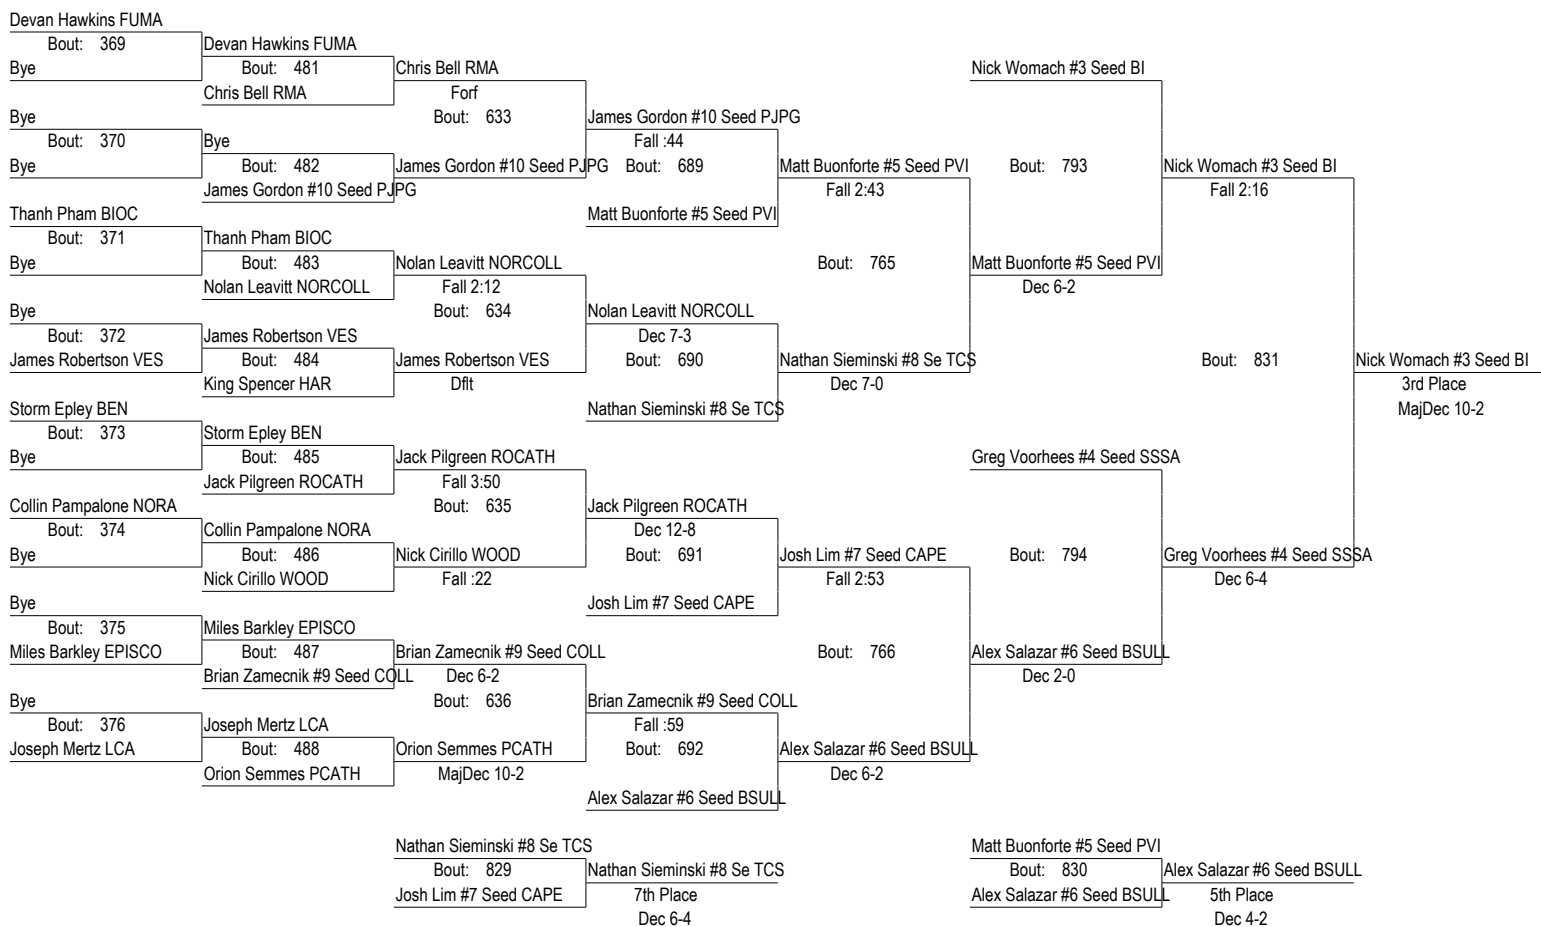 Devan Hawkins FUMA
Bout: 369 Devan Hawkins FUMA
Bye Bout: 481 Chris Bell RMA Nick Womach #3 Seed BI
Chris Bell RMA Forf
Bye Bout: 633 James Gordon #10 Seed PJPG
Bout: 370 Bye Fall :44
Bye Bout: 482 James Gordon #10 Seed PJPG Bout: 689 Matt Buonforte #5 Seed PVI Bout: 793 Nick Womach #3 Seed BI
James Gordon #10 Seed PJPG Fall 2:43 Fall 2:16
Thanh Pham BIOC Matt Buonforte #5 Seed PVI
Bout: 371 Thanh Pham BIOC
Bye Bout: 483 Nolan Leavitt NORCOLL Bout: 765 Matt Buonforte #5 Seed PVI
Nolan Leavitt NORCOLL Fall 2:12 Dec 6-2
Bye Bout: 634 Nolan Leavitt NORCOLL
Bout: 372 James Robertson VES Dec 7-3
James Robertson VES Bout: 484 James Robertson VES Bout: 690 Nathan Sieminski #8 Se TCS Bout: 831 Nick Womach #3 Seed BI
King Spencer HAR Dflt Dec 7-0 3rd Place
Storm Epley BEN Nathan Sieminski #8 Se TCS MajDec 10-2
Bout: 373 Storm Epley BEN
Bye Bout: 485 Jack Pilgreen ROCATH Greg Voorhees #4 Seed SSSA
Jack Pilgreen ROCATH Fall 3:50
Collin Pampalone NORA Bout: 635 Jack Pilgreen ROCATH
Bout: 374 Collin Pampalone NORA Dec 12-8
Bye Bout: 486 Nick Cirillo WOOD Bout: 691 Josh Lim #7 Seed CAPE Bout: 794 Greg Voorhees #4 Seed SSSA
Nick Cirillo WOOD Fall :22 Fall 2:53 Dec 6-4
Bye Josh Lim #7 Seed CAPE
Bout: 375 Miles Barkley EPISCO
Miles Barkley EPISCO Bout: 487 Brian Zamecnik #9 Seed COLL Bout: 766 Alex Salazar #6 Seed BSULL
Brian Zamecnik #9 Seed COLL Dec 6-2 Dec 2-0
Bye Bout: 636 Brian Zamecnik #9 Seed COLL
Bout: 376 Joseph Mertz LCA Fall :59
Joseph Mertz LCA Bout: 488 Orion Semmes PCATH Bout: 692 Alex Salazar #6 Seed BSULL
Orion Semmes PCATH MajDec 10-2 Dec 6-2
Alex Salazar #6 Seed BSULL
Nathan Sieminski #8 Se TCS Matt Buonforte #5 Seed PVI
Bout: 829 Nathan Sieminski #8 Se TCS Bout: 830 Alex Salazar #6 Seed BSULL
Josh Lim #7 Seed CAPE 7th Place Alex Salazar #6 Seed BSULL 5th Place
Dec 6-4 Dec 4-2